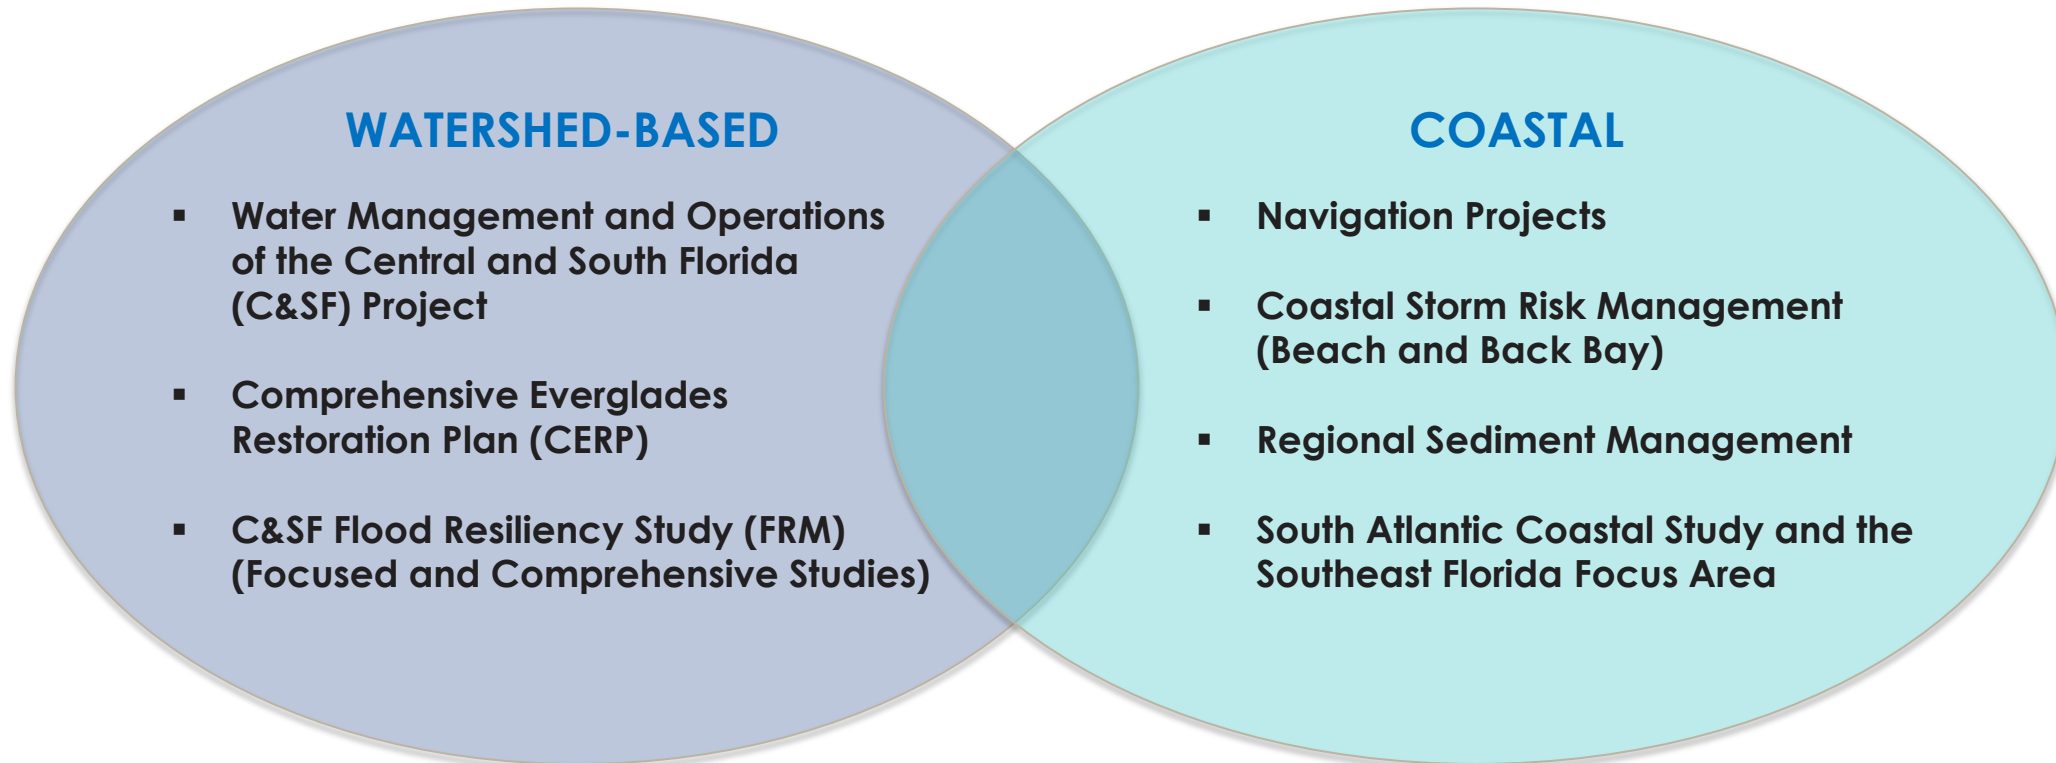 WATERSHED-BASED
▪ Water Management and Operations
of the Central and South Florida
(C&SF) Project
▪ Comprehensive Everglades
Restoration Plan (CERP)
▪ C&SF Flood Resiliency Study (FRM)
(Focused and Comprehensive Studies)
COASTAL
▪ Navigation Projects
▪ Coastal Storm Risk Management
(Beach and Back Bay)
▪ Regional Sediment Management
▪ South Atlantic Coastal Study and the
Southeast Florida Focus Area